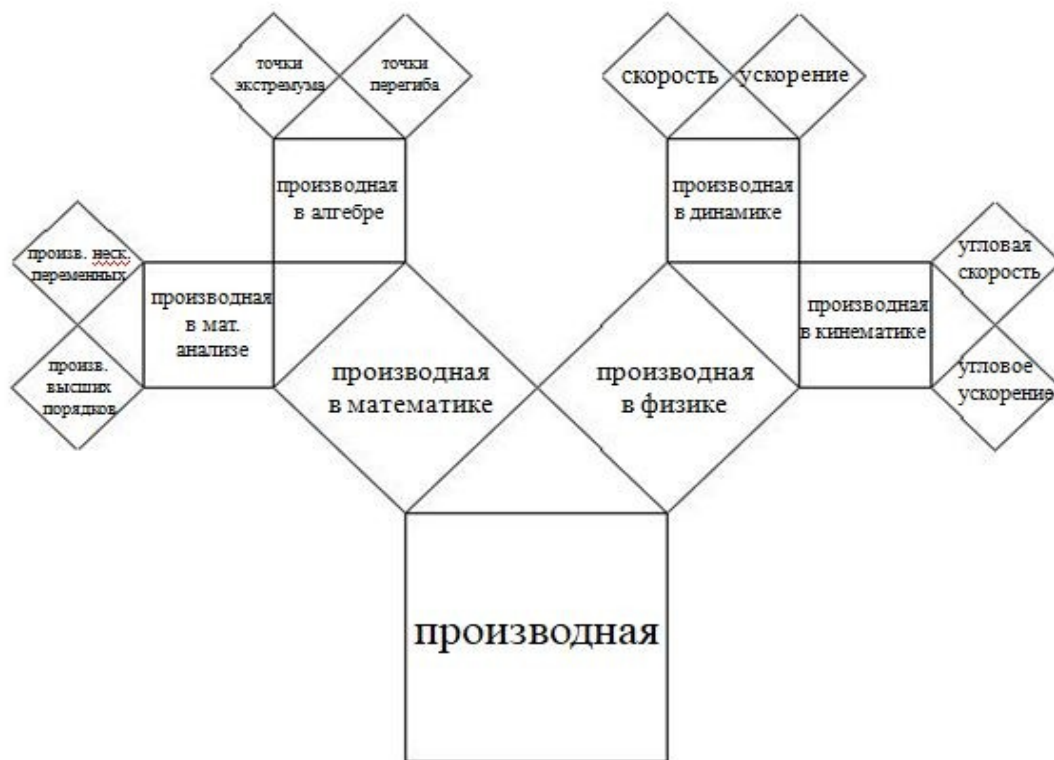 точки
экстремума
точки
перегиба
скорость
ускорение
производная
в алгебре
производная
в динамике
произв. неск.
переменных
производная
в мат.
анализе
произв.
высших
порядков
производная
в математике
производная
в физике
производная
в кинематике
угловая
скорость
угловое
ускорение
производная